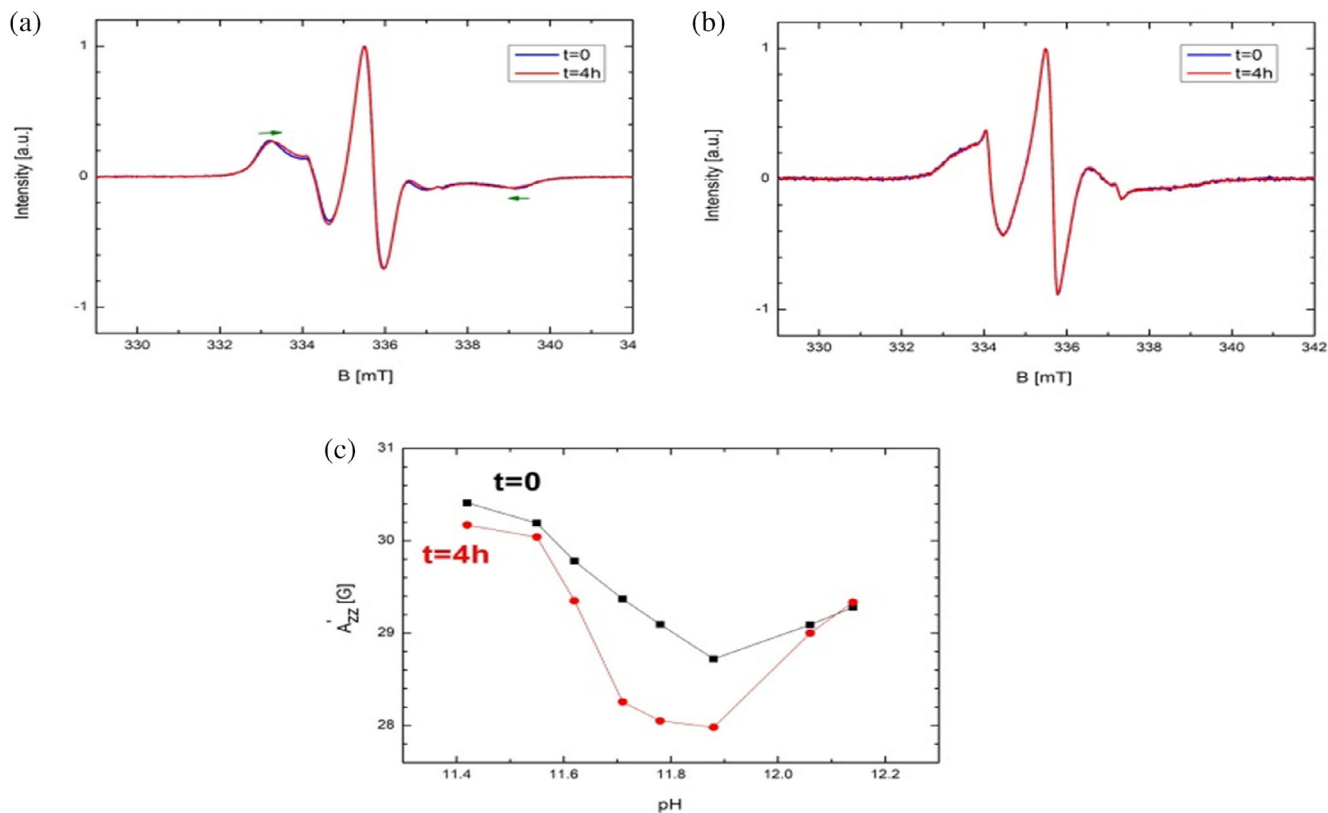 (a)
Intensity [a.u.]
1
0
-1
t=0
t=4h
330 332 334 336 338 340 34
B [mT]
(b)
Intensity [a.u.]
1
0
-1
t=0
t=4h
330 332 334 336 338 340 342
B [mT]
(c)
A'zz [G]
31
30
29
28
t=0
t=4h
11.4 11.6 11.8 12.0 12.2
pH